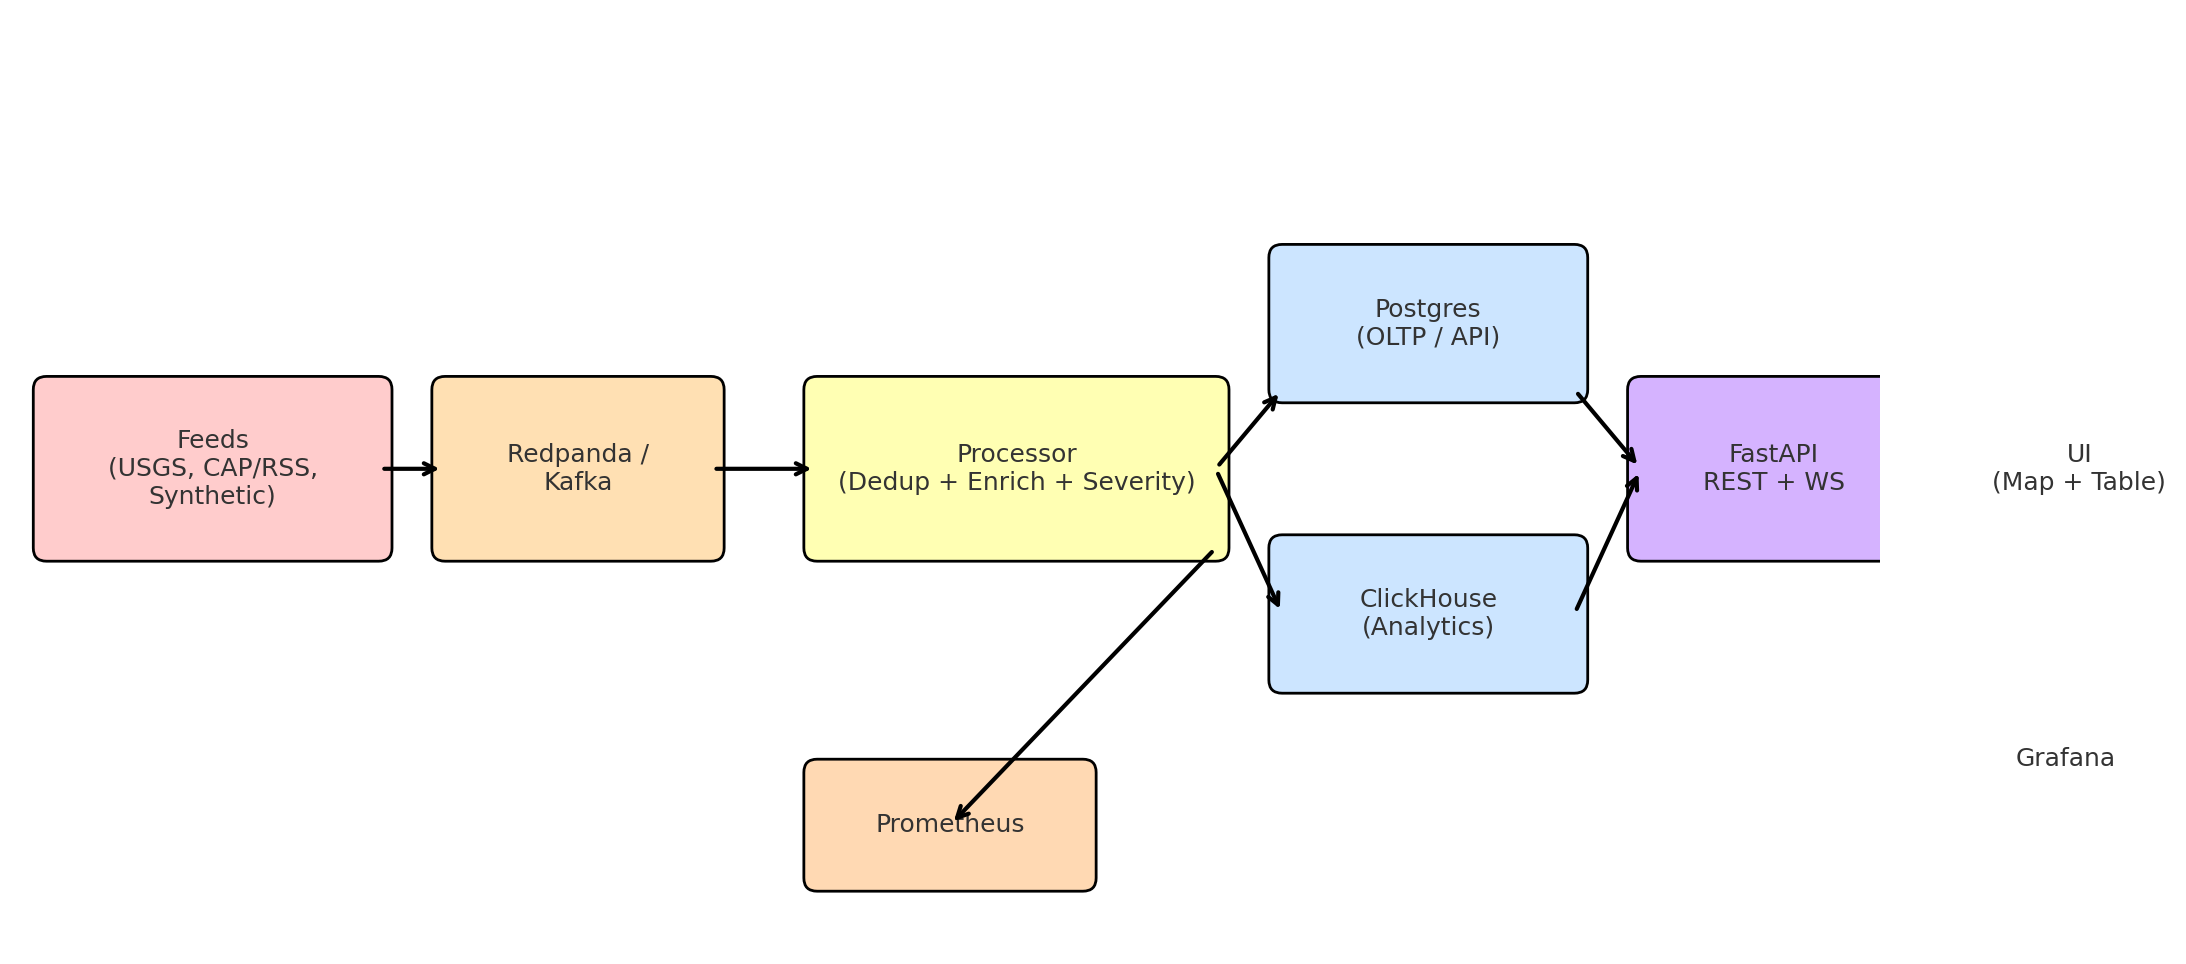 Feeds
(USGS, CAP/RSS,
Synthetic)
Redpanda /
Kafka
Processor
(Dedup + Enrich + Severity)
Postgres
(OLTP / API)
ClickHouse
(Analytics)
FastAPI
REST + WS
UI
(Map + Table)
Prometheus
Grafana